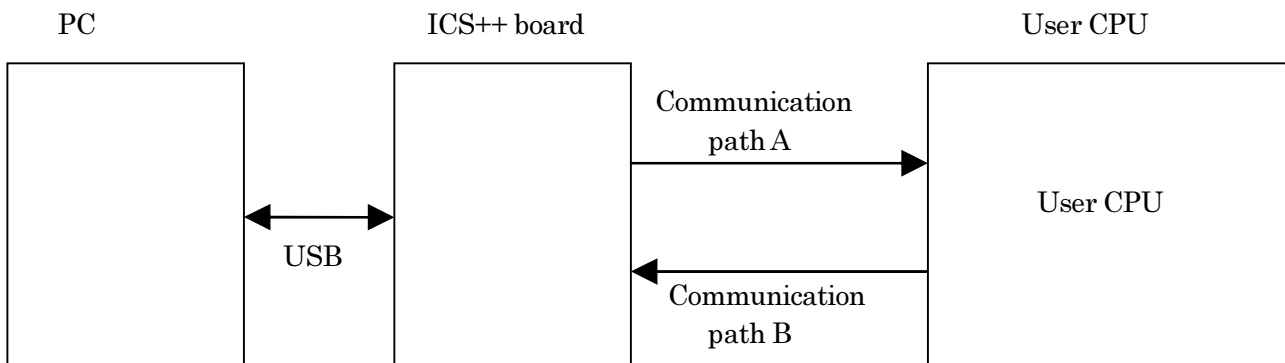 PC
ICS++ board
User CPU
Communication
path A
User CPU
USB
Communication
path B